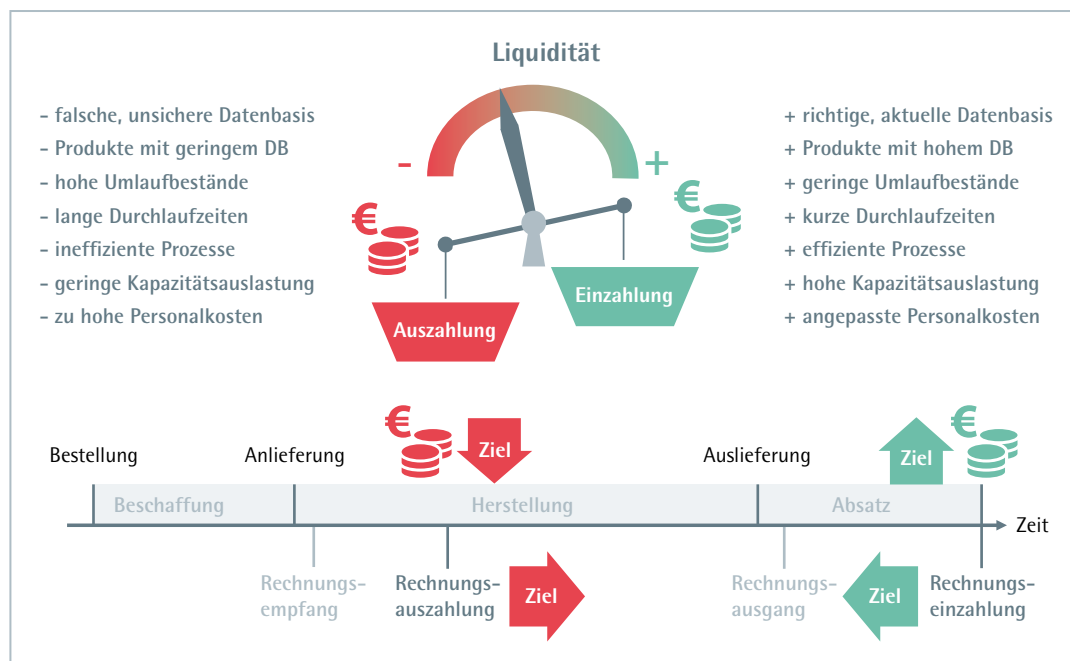 Liquidität
- falsche, unsichere Datenbasis
- Produkte mit geringem DB
- hohe Umlaufbestände
- lange Durchlaufzeiten
- ineffiziente Prozesse
- geringe Kapazitätsauslastung
- zu hohe Personalkosten
-
+
€
€
Auszahlung
Einzahlung
+ richtige, aktuelle Datenbasis
+ Produkte mit hohem DB
+ geringe Umlaufbestände
+ kurze Durchlaufzeiten
+ effiziente Prozesse
+ hohe Kapazitätsauslastung
+ angepasste Personalkosten
€
Ziel
Ziel
€
Bestellung
Anlieferung
Auslieferung
Beschaffung
Herstellung
Absatz
Zeit
Rechnungs-
empfang
Rechnungs-
auszahlung
Ziel
Rechnungs-
ausgang
Ziel
Rechnungs-
einzahlung